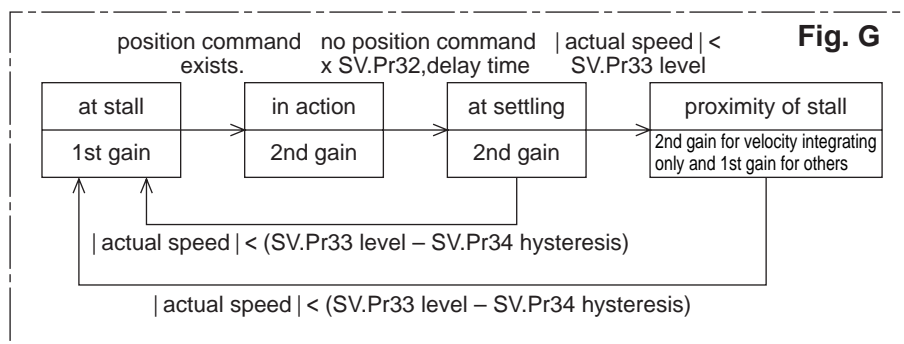 Fig. G
position command
exists.
no position command
x SV.Pr32,delay time
| actual speed | <
SV.Pr33 level
at stall
in action
at settling
proximity of stall
1st gain
2nd gain
2nd gain
2nd gain for velocity integrating
only and 1st gain for others
| actual speed | < (SV.Pr33 level – SV.Pr34 hysteresis)
| actual speed | < (SV.Pr33 level – SV.Pr34 hysteresis)